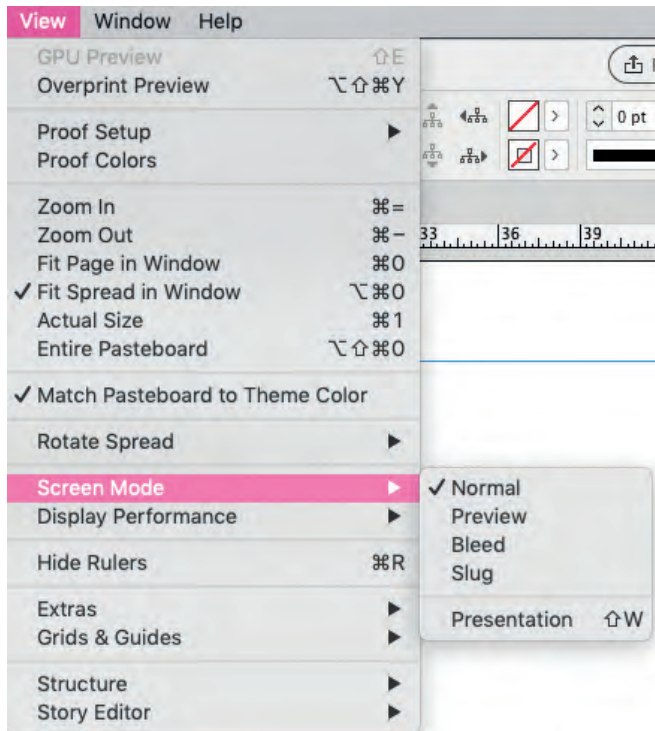 View Window Help
GPU Preview ⇧E
Overprint Preview ⌥⇧⌘Y
Proof Setup
Proof Colors
Zoom In ⌘=
Zoom Out ⌘−
Fit Page in Window ⌘0
✓ Fit Spread in Window ⌥⌘0
Actual Size ⌘1
Entire Pasteboard ⌥⇧⌘0
✓ Match Pasteboard to Theme Color
Rotate Spread
Screen Mode
Display Performance
Hide Rulers ⌘R
Extras
Grids & Guides
Structure
Story Editor
✓ Normal
Preview
Bleed
Slug
Presentation ⇧W
0 pt
33 36 39